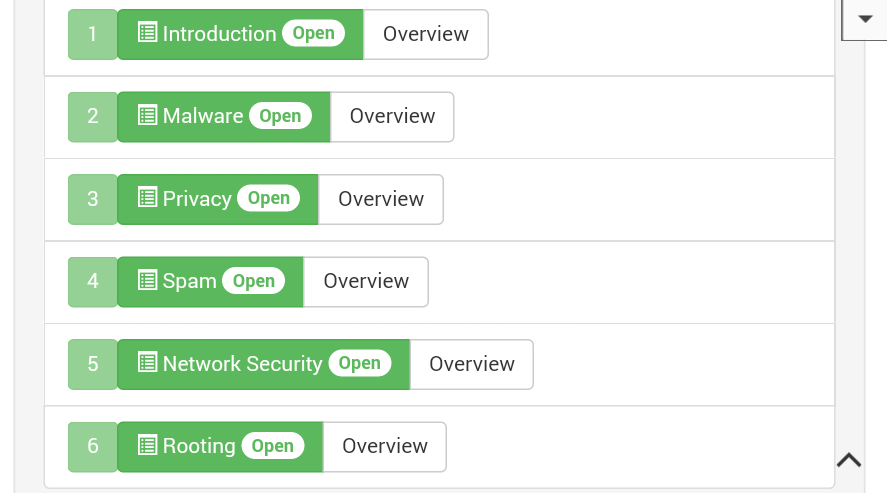 1 Introduction Open Overview
2 Malware Open Overview
3 Privacy Open Overview
4 Spam Open Overview
5 Network Security Open Overview
6 Rooting Open Overview